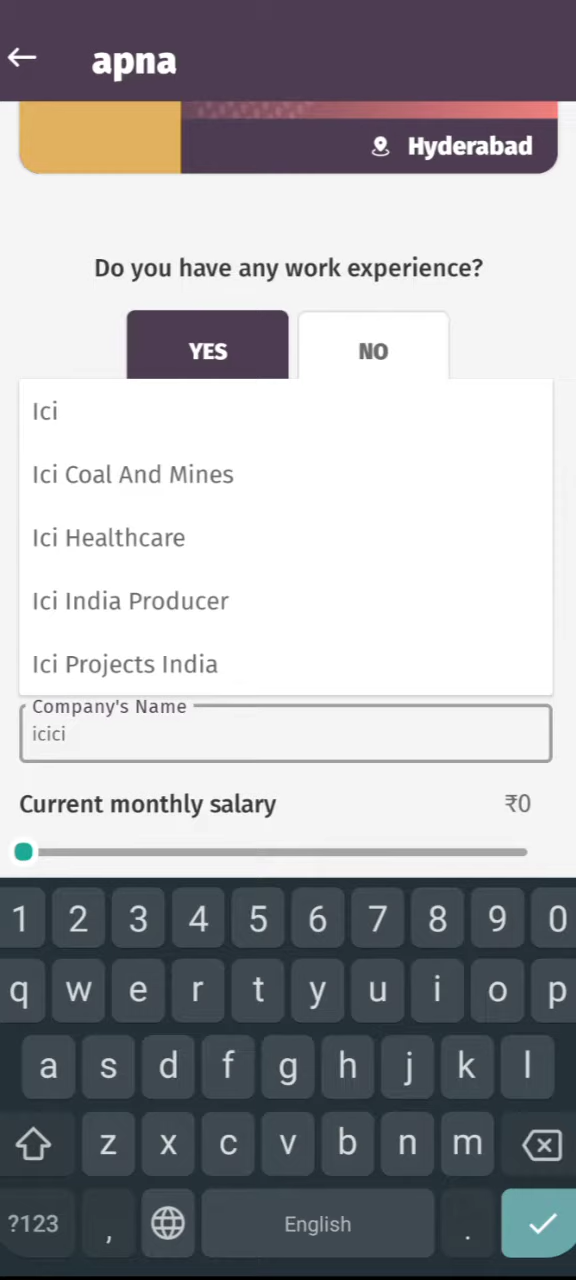 apna
Hyderabad
Do you have any work experience?
YES NO
Ici
Ici Coal And Mines
Ici Healthcare
Ici India Producer
Ici Projects India
Company's Name
icici
Current monthly salary ₹0
1 2 3 4 5 6 7 8 9 0
q w e r t y u i o p
a s d f g h j k l
z x c v b n m
?123 , English .